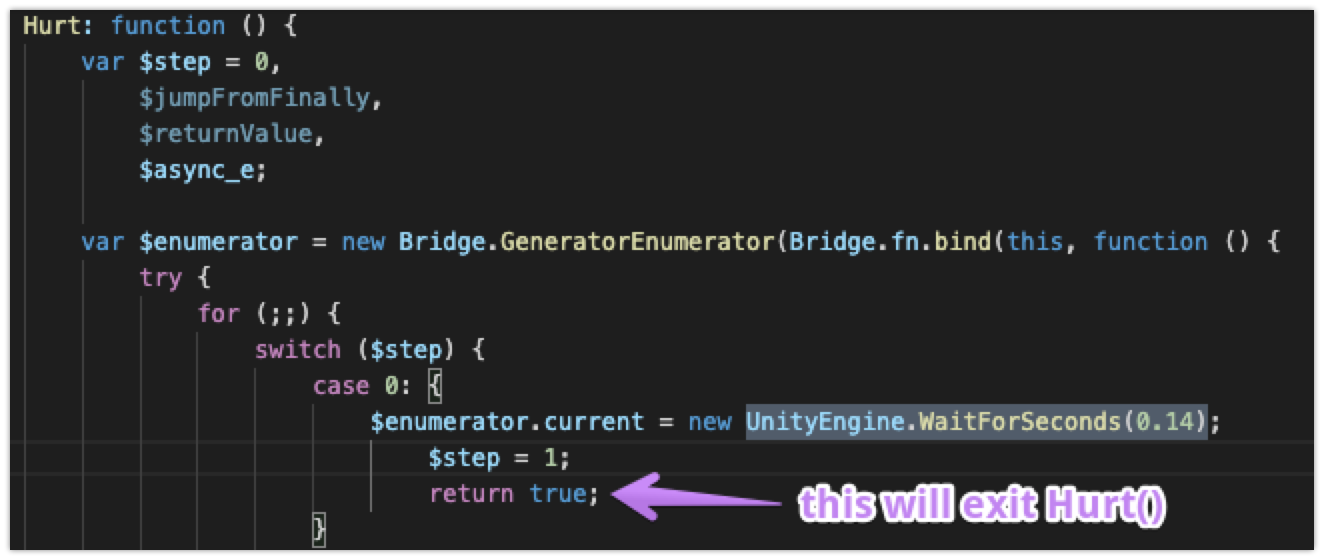 Hurt: function () {
var $step = 0,
$jumpFromFinally,
$returnValue,
$async_e;
var $enumerator = new Bridge.GeneratorEnumerator(Bridge.fn.bind(this, function () {
try {
for (;;) {
switch ($step) {
case 0: {
$enumerator.current = new UnityEngine.WaitForSeconds(0.14);
$step = 1;
return true; this will exit Hurt()
}